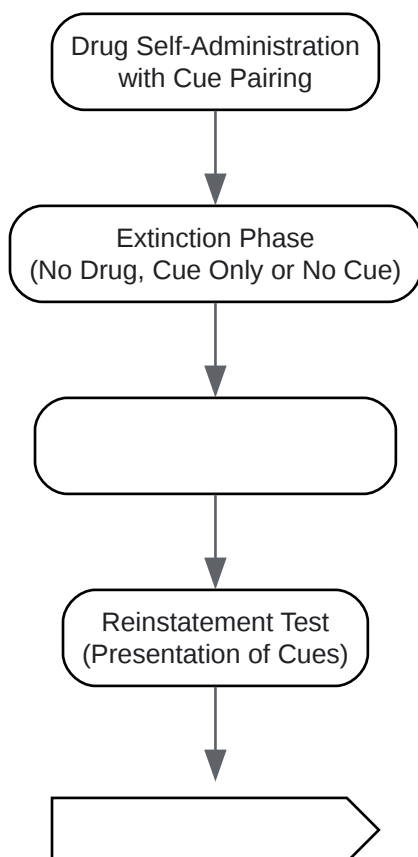 Drug Self-Administration
with Cue Pairing
Extinction Phase
(No Drug, Cue Only or No Cue)
Reinstatement Test
(Presentation of Cues)